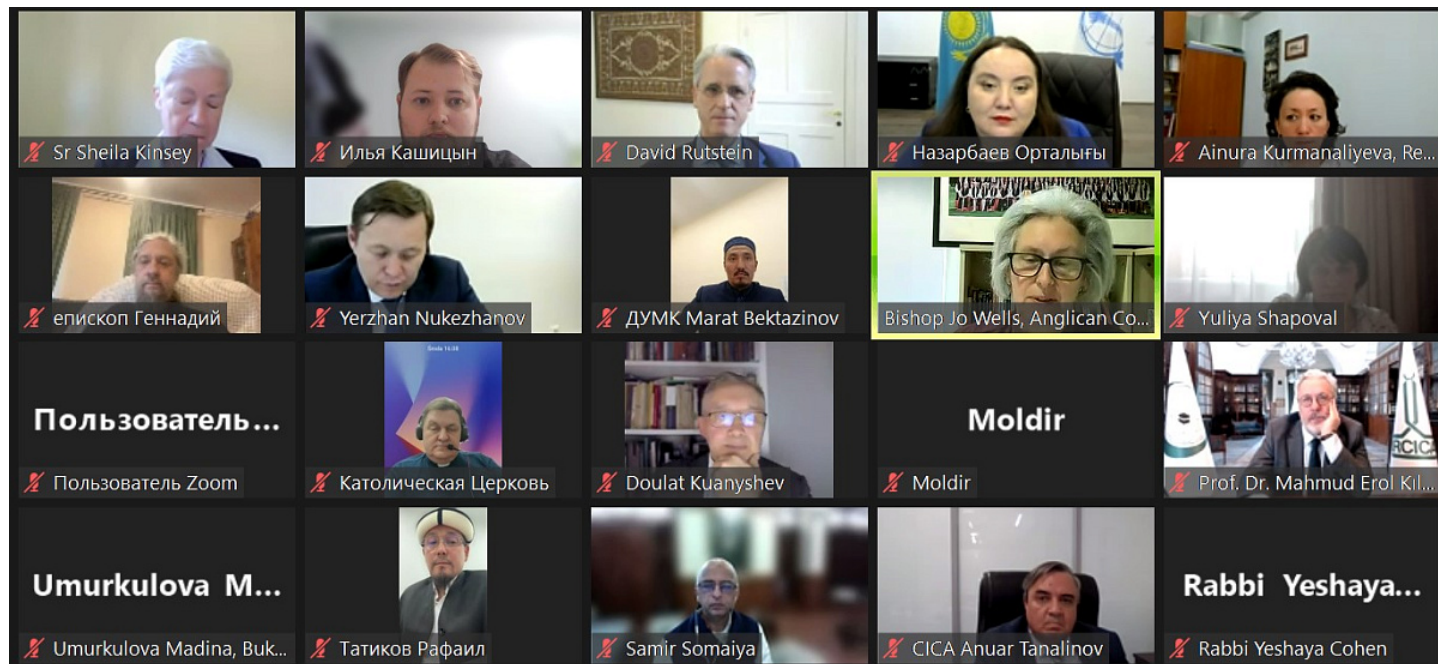 Sr Sheila Kinsey
Илья Кашицын
David Rutstein
Назарбаев Орталығы
Ainura Kurmanaliyeva, Re...
епископ Геннадий
Yerzhan Nukezhanov
ДУМК Marat Bektazinov
Bishop Jo Wells, Anglican Co...
Yuliya Shapoval
Пользователь...
Пользователь Zoom
Католическая Церковь
Doulat Kuanyshev
Moldir
Moldir
RCICA
Prof. Dr. Mahmud Erol Kıl...
Umurkulova M...
Umurkulova Madina, Buk...
Татиков Рафаил
Samir Somaiya
CICA Anuar Tanalinov
Rabbi Yeshaya...
Rabbi Yeshaya Cohen